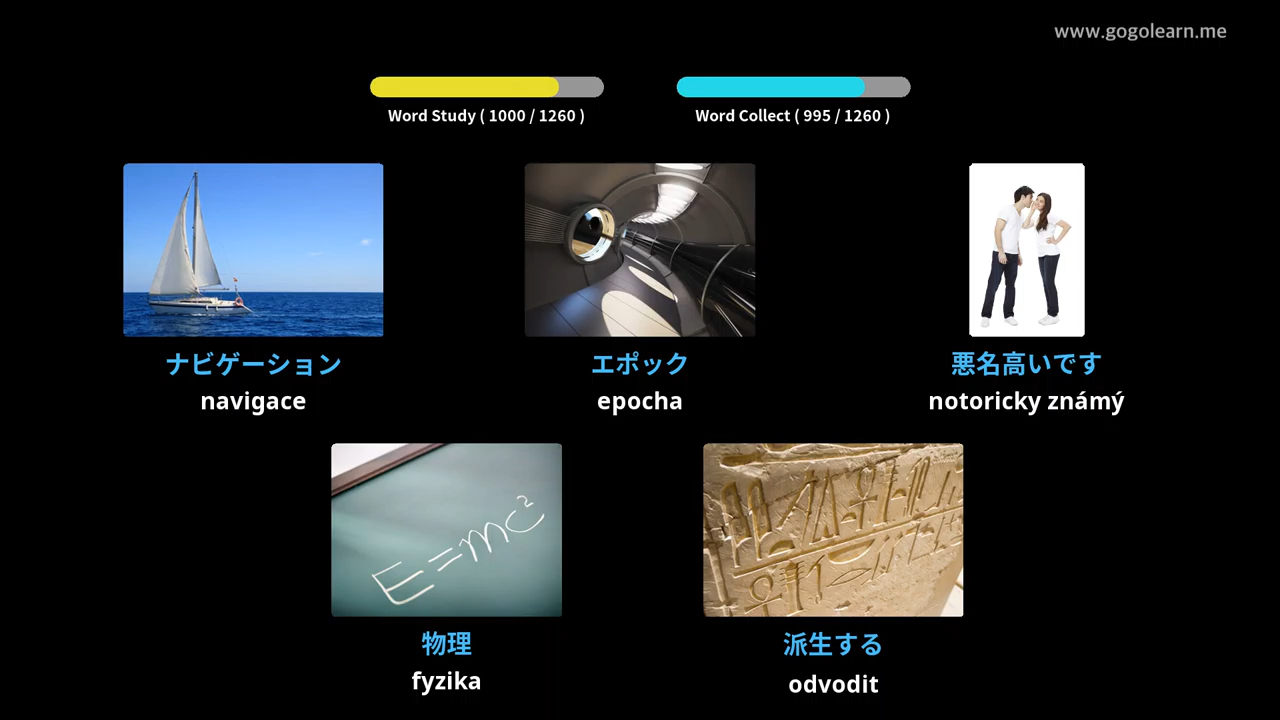 www.gogolearn.me
Word Study ( 1000 / 1260 )
Word Collect ( 995 / 1260 )
ナビゲーション
navigace
エポック
epocha
悪名高いです
notoricky známý
E=mc²
物理
fyzika
派生する
odvodit